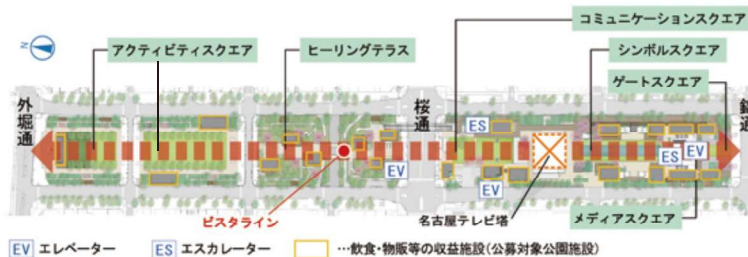 コミュニケーションスクエア
アクティビティスクエア
ヒーリングテラス
シンボルスクエア
ゲートスクエア
N
外堀通
桜通
ES
EV
EV
ES
EV
ビスタライン
名古屋テレビ塔
メディアスクエア
EV エレベーター
ES エスカレーター
…飲食・物販等の収益施設(公募対象公園施設)